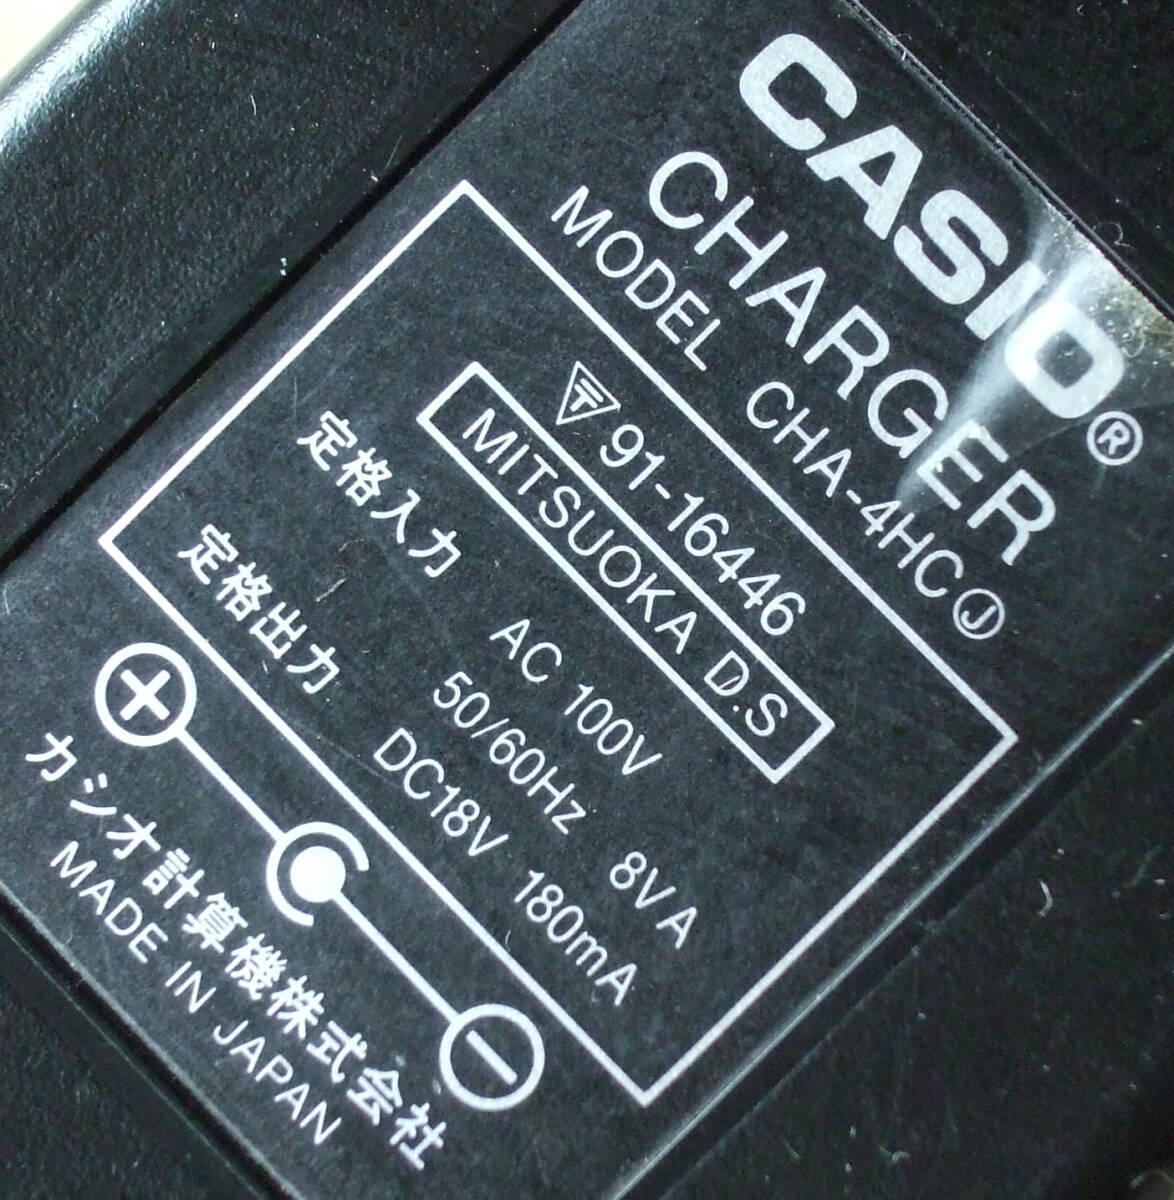 CASIO®
CHARGER
MODEL CHA-4HCⒿ
〒 91-16446
MITSUOKA D.S
定格入力 AC 100V
50/60Hz 8VA
定格出力 DC18V 180mA
カシオ計算機株式会社
MADE IN JAPAN